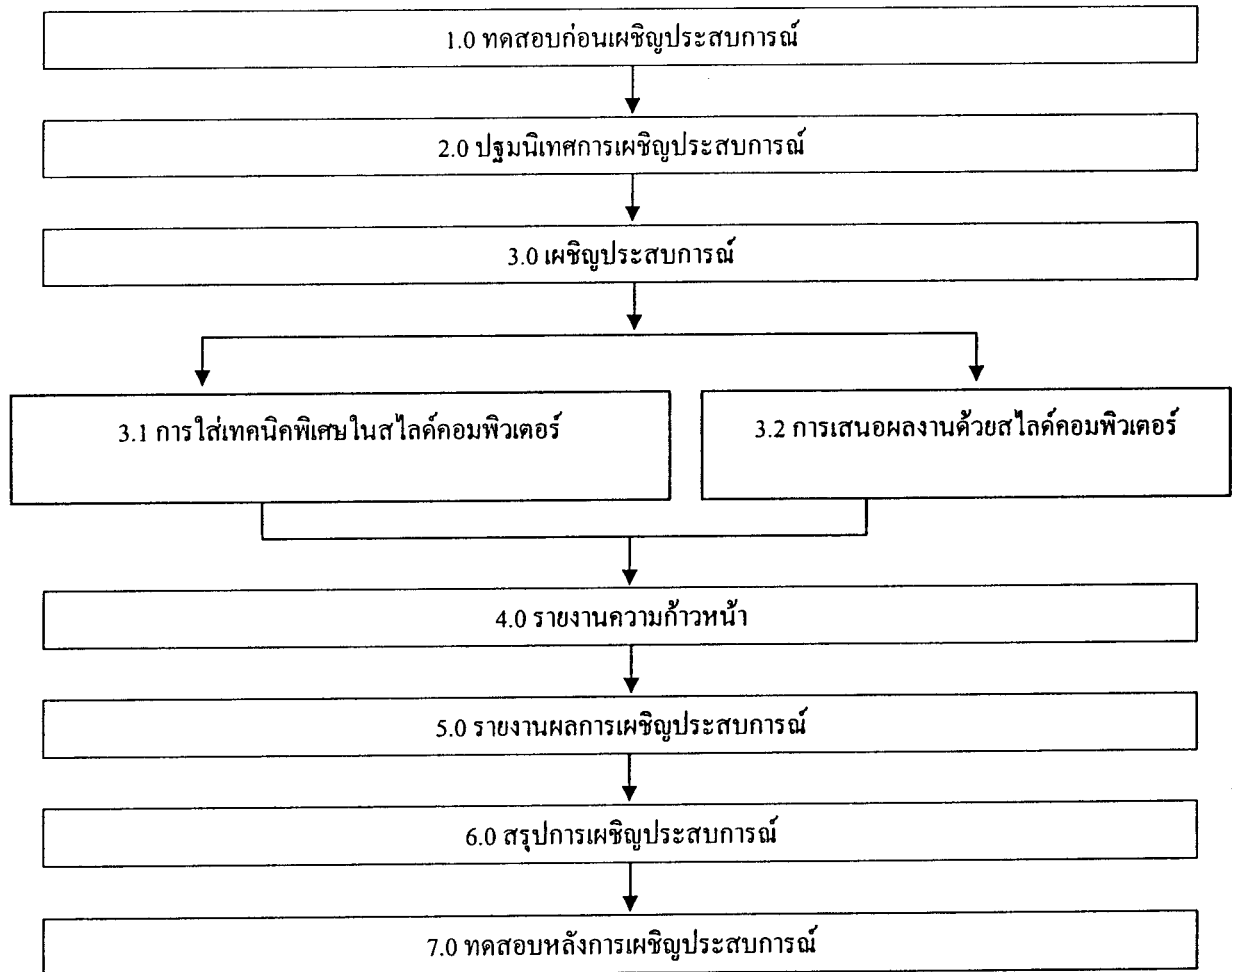 1.0 ทดสอบก่อนเผชิญประสบการณ์
2.0 ปฐมนิเทศการเผชิญประสบการณ์
3.0 เผชิญประสบการณ์
3.1 การใส่เทคนิคพิเศษในสไลด์คอมพิวเตอร์
3.2 การเสนอผลงานด้วยสไลด์คอมพิวเตอร์
4.0 รายงานความก้าวหน้า
5.0 รายงานผลการเผชิญประสบการณ์
6.0 สรุปการเผชิญประสบการณ์
7.0 ทดสอบหลังการเผชิญประสบการณ์